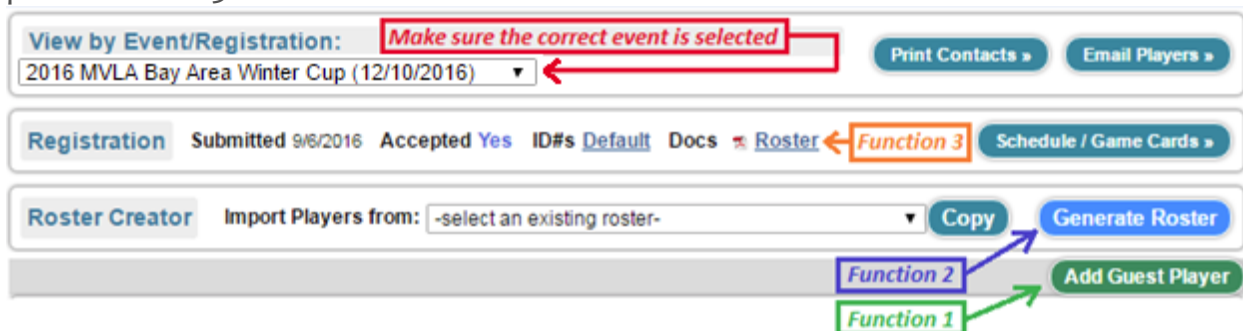 View by Event/Registration: Make sure the correct event is selected
2016 MVLA Bay Area Winter Cup (12/10/2016) Print Contacts » Email Players »
Registration Submitted 9/6/2016 Accepted Yes ID#s Default Docs Roster Function 3 Schedule / Game Cards »
Roster Creator Import Players from: -select an existing roster- Copy Generate Roster
Function 2 Add Guest Player
Function 1